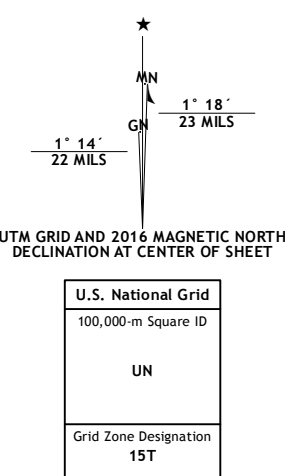 ★
MN
1° 18´
23 MILS
GN
1° 14´
22 MILS
UTM GRID AND 2016 MAGNETIC NORTH
DECLINATION AT CENTER OF SHEET
U.S. National Grid
100,000-m Square ID
UN
Grid Zone Designation
15T